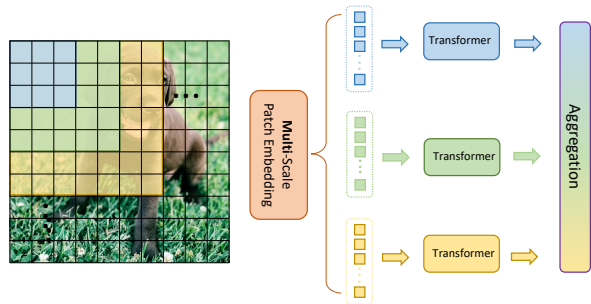 Multi-Scale
Patch Embedding
Transformer
Transformer
Transformer
Aggregation